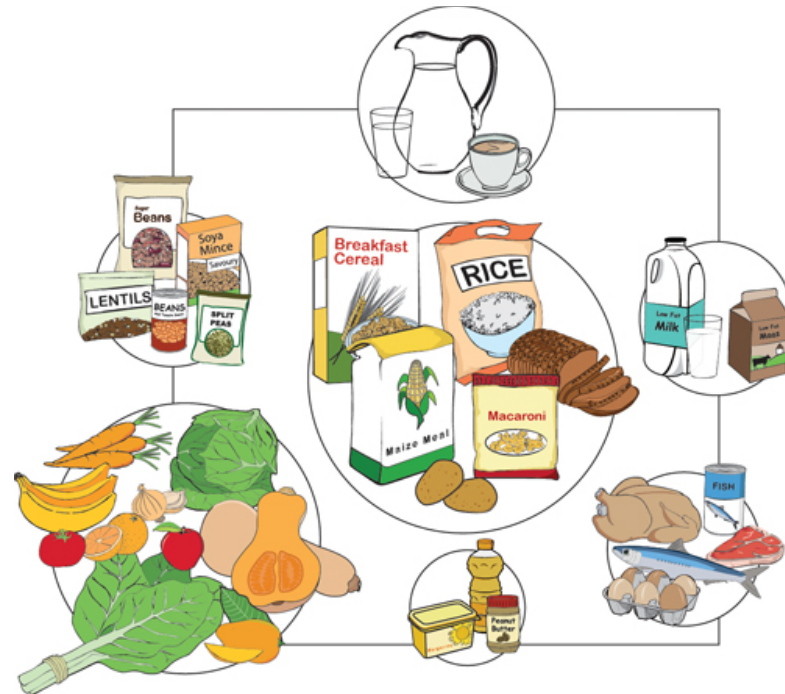 Sugar
Beans
Soya
Mince
Savoury
LENTILS
BEANS
SPLIT
PEAS
Breakfast
Cereal
RICE
Maize Meal
Macaroni
Low Fat
Milk
Low Fat
Maas
FISH
Peanut
Butter
Margarine